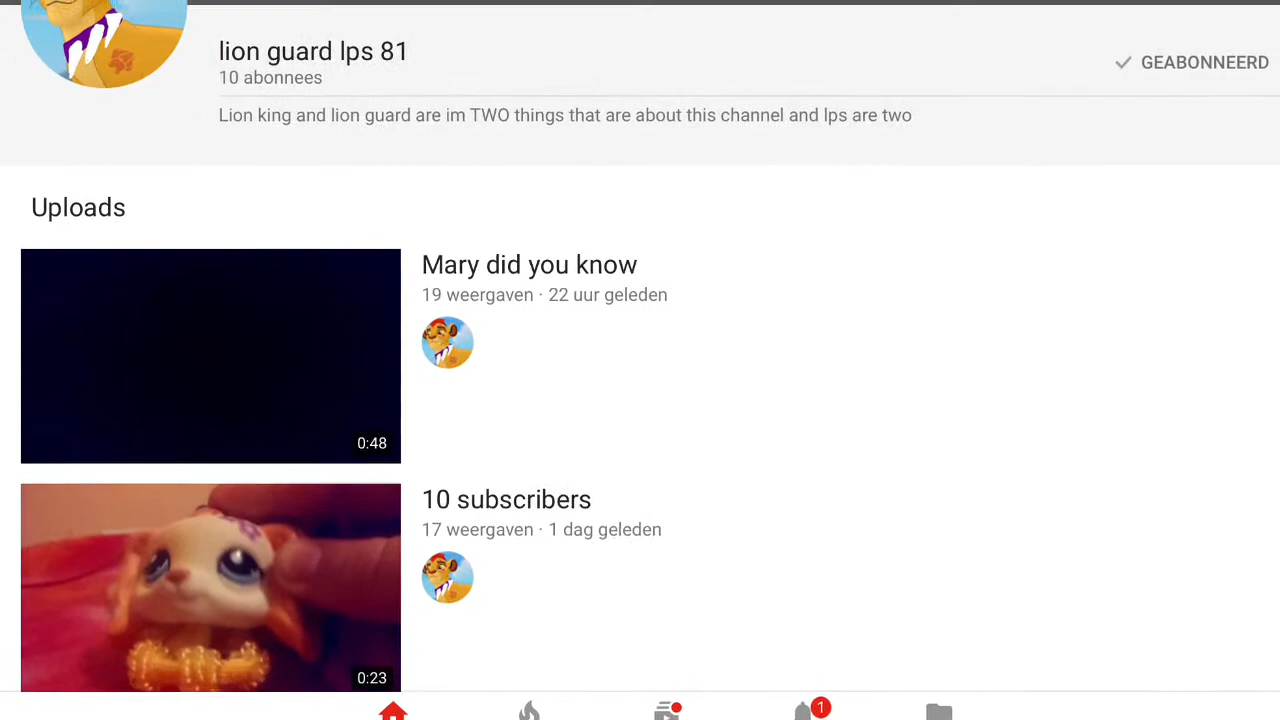 lion guard lps 81
10 abonnees
GEABONNEERD
Lion king and lion guard are im TWO things that are about this channel and lps are two
Uploads
Mary did you know
19 weergaven · 22 uur geleden
0:48
10 subscribers
17 weergaven · 1 dag geleden
0:23
1